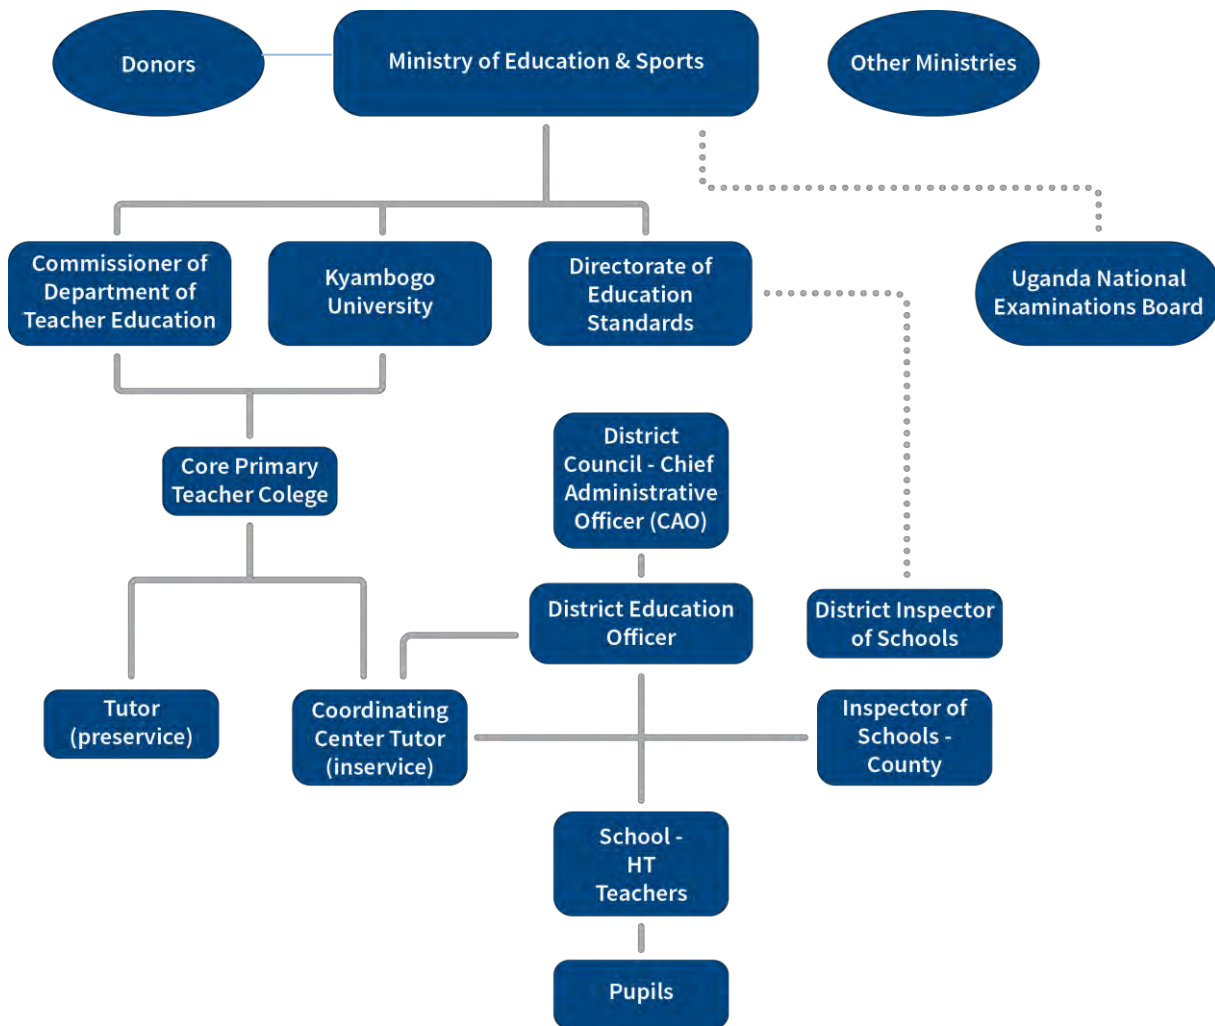 Donors
Ministry of Education & Sports
Other Ministries
Commissioner of
Department of
Teacher Education
Kyambogo
University
Directorate of
Education
Standards
Uganda National
Examinations Board
Core Primary
Teacher Colege
District
Council - Chief
Administrative
Officer (CAO)
District Education
Officer
District Inspector
of Schools
Tutor
(preservice)
Coordinating
Center Tutor
(inservice)
Inspector of
Schools -
County
School -
HT
Teachers
Pupils